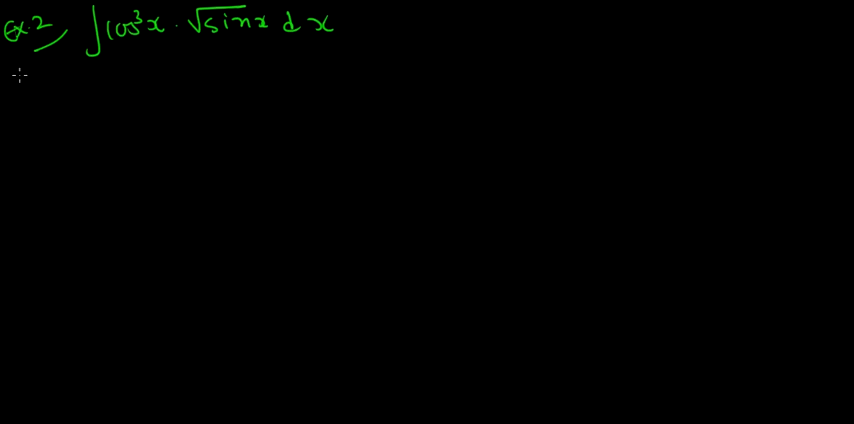 Ex.2 ∫cos³x · √sinx dx